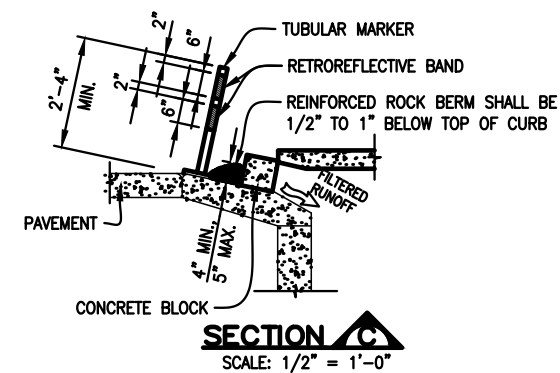 TUBULAR MARKER
RETROREFLECTIVE BAND
REINFORCED ROCK BERM SHALL BE
1/2" TO 1" BELOW TOP OF CURB
2"
6"
2"
6"
2'-4"
MIN.
FILTERED
RUNOFF
PAVEMENT
4" MIN.,
5" MAX.
CONCRETE BLOCK
SECTION C
SCALE: 1/2" = 1'-0"